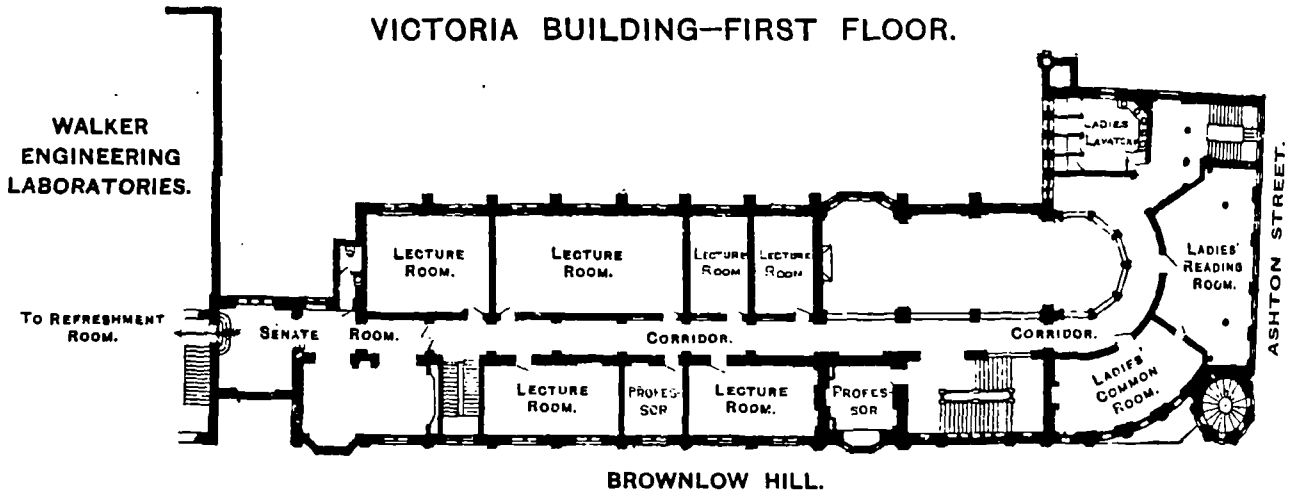 VICTORIA BUILDING—FIRST FLOOR.
WALKER
ENGINEERING
LABORATORIES.
LADIES'
LAVATORY
ASHTON STREET.
LECTURE
ROOM.
LECTURE
ROOM.
LECTURE
ROOM
LECTURE
ROOM.
LADIES'
READING
ROOM.
TO REFRESHMENT
ROOM.
SENATE ROOM.
CORRIDOR.
CORRIDOR.
LECTURE
ROOM.
PROFES-
SOR
LECTURE
ROOM.
PROFES-
SOR
LADIES'
COMMON
ROOM.
BROWNLOW HILL.